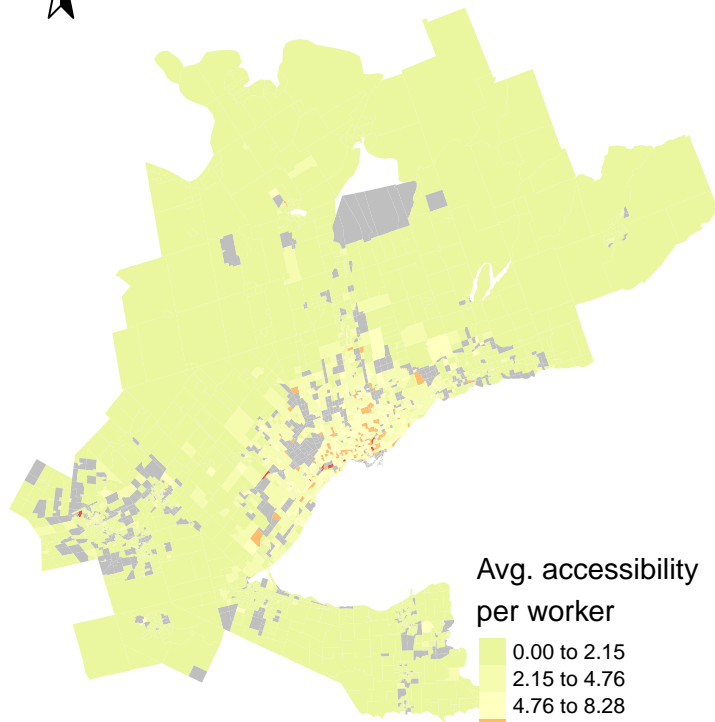 Avg. accessibility
per worker
0.00 to 2.15
2.15 to 4.76
4.76 to 8.28